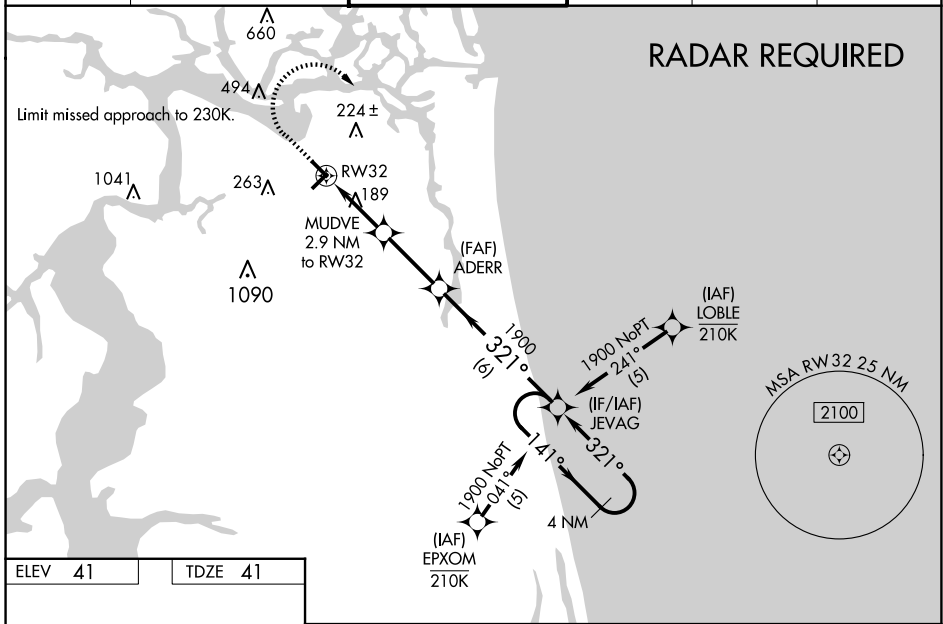 660
RADAR REQUIRED
494
Limit missed approach to 230K.
224 ±
1041
263
RW32
189
MUDVE
2.9 NM
to RW32
(FAF)
ADERR
1090
(IAF)
LOBLE
210K
1900
321°
(6)
1900 NoPT
241°
(5)
MSA RW32 25 NM
2100
(IF/IAF)
JEVAG
141°
321°
1900 NoPT
041°
(5)
4 NM
(IAF)
EPXOM
210K
ELEV 41
TDZE 41